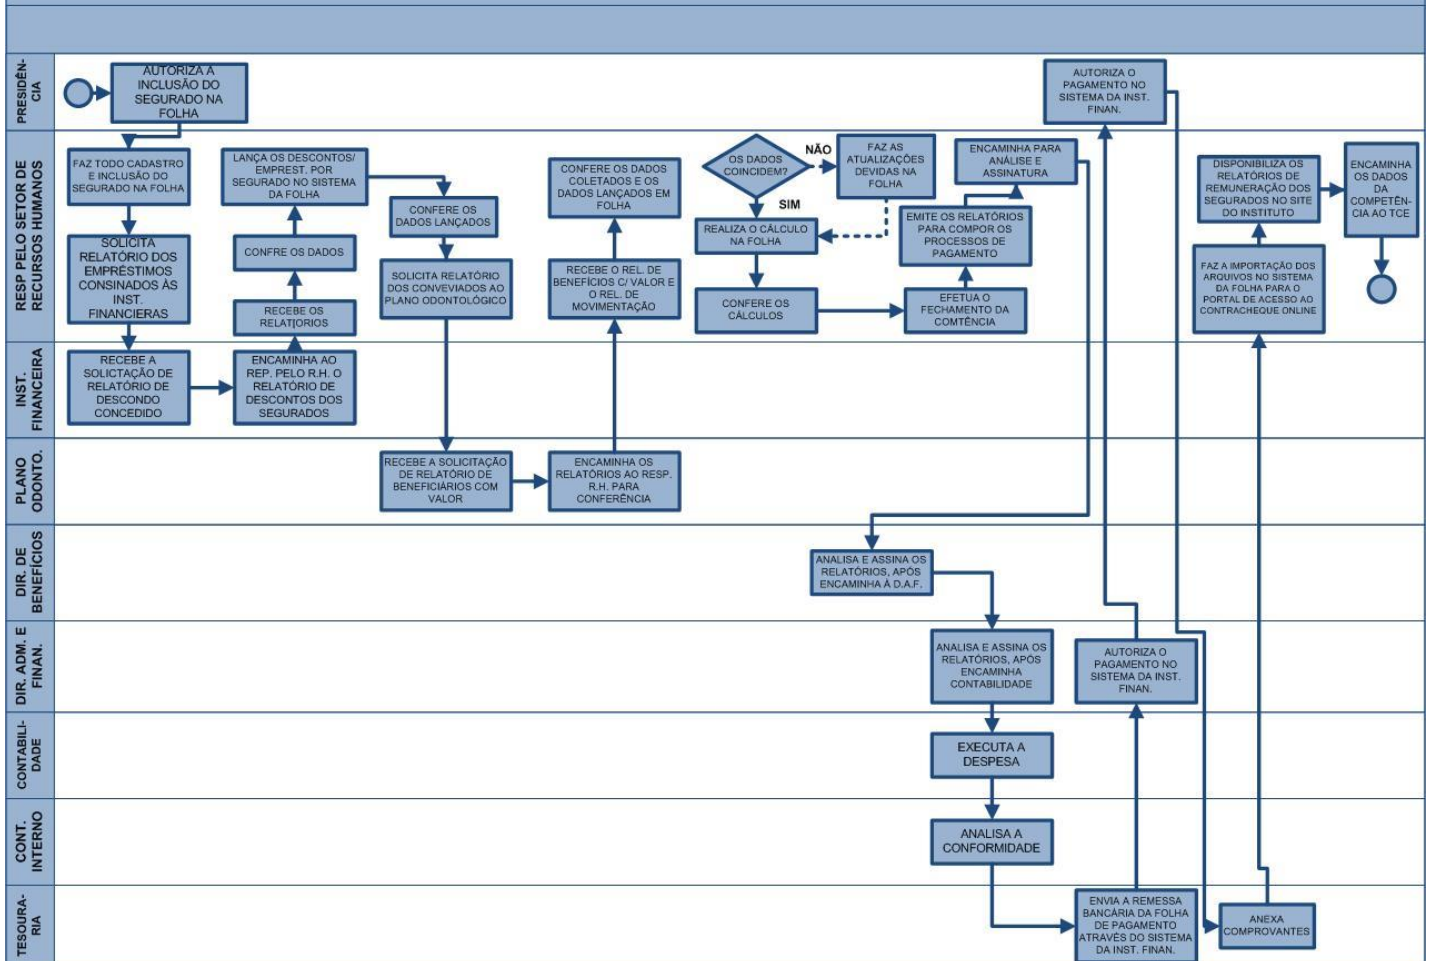 PRESIDÊN-
CIA
AUTORIZA A
INCLUSÃO DO
SEGURADO NA
FOLHA
AUTORIZA O
PAGAMENTO NO
SISTEMA DA INST.
FINAN.
RESP PELO SETOR DE
RECURSOS HUMANOS
FAZ TODO CADASTRO
E INCLUSÃO DO
SEGURADO NA FOLHA
SOLICITA
RELATÓRIO DOS
EMPRÉSTIMOS
CONSINADOS ÀS
INST.
FINANCIERAS
LANÇA OS DESCONTOS/
EMPREST. POR
SEGURADO NO SISTEMA
DA FOLHA
CONFRE OS DADOS
RECEBE OS
RELATJORIOS
CONFERE OS
DADOS LANÇADOS
SOLICITA RELATÓRIO
DOS CONVEVIADOS AO
PLANO ODONTOLÓGICO
CONFERE OS DADOS
COLETADOS E OS
DADOS LANÇADOS EM
FOLHA
RECEBE O REL. DE
BENEFÍCIOS C/ VALOR E
O REL. DE
MOVIMENTAÇÃO
OS DADOS
COINCIDEM?
NÃO
SIM
FAZ AS
ATUALIZAÇÕES
DEVIDAS NA
FOLHA
REALIZA O CÁLCULO
NA FOLHA
CONFERE OS
CÁLCULOS
ENCAMINHA PARA
ANÁLISE E
ASSINATURA
EMITE OS RELATÓRIOS
PARA COMPOR OS
PROCESSOS DE
PAGAMENTO
EFETUA O
FECHAMENTO DA
COMTÊNCIA
DISPONIBILIZA OS
RELATÓRIOS DE
REMUNERAÇÃO DOS
SEGURADOS NO SITE
DO INSTITUTO
FAZ A IMPORTAÇÃO DOS
ARQUIVOS NO SISTEMA
DA FOLHA PARA O
PORTAL DE ACESSO AO
CONTRACHEQUE ONLINE
ENCAMINHA
OS DADOS
DA
COMPETÊN-
CIA AO TCE
INST.
FINANCEIRA
RECEBE A
SOLICTAÇÃO DE
RELATÓRIO DE
DESCONDO
CONCEDIDO
ENCAMINHA AO
REP. PELO R.H. O
RELATÓRIO DE
DESCONTOS DOS
SEGURADOS
PLANO
ODONTO.
RECEBE A SOLICITAÇÃO
DE RELATÓRIO DE
BENEFICIÁRIOS COM
VALOR
ENCAMINHA OS
RELATÓRIOS AO RESP.
R.H. PARA
CONFERÊNCIA
DIR. DE
BENEFÍCIOS
ANALISA E ASSINA OS
RELATÓRIOS, APÓS
ENCAMINHA À D.A.F.
DIR. ADM. E
FINAN.
ANALISA E ASSINA OS
RELATÓRIOS, APÓS
ENCAMINHA
CONTABILIDADE
AUTORIZA O
PAGAMENTO NO
SISTEMA DA INST.
FINAN.
CONTABILI-
DADE
EXECUTA A
DESPESA
CONT.
INTERNO
ANALISA A
CONFORMIDADE
TESOURA-
RIA
ENVIA A REMESSA
BANCÁRIA DA FOLHA
DE PAGAMENTO
ATRAVÉS DO SISTEMA
DA INST. FINAN.
ANEXA
COMPROVANTES